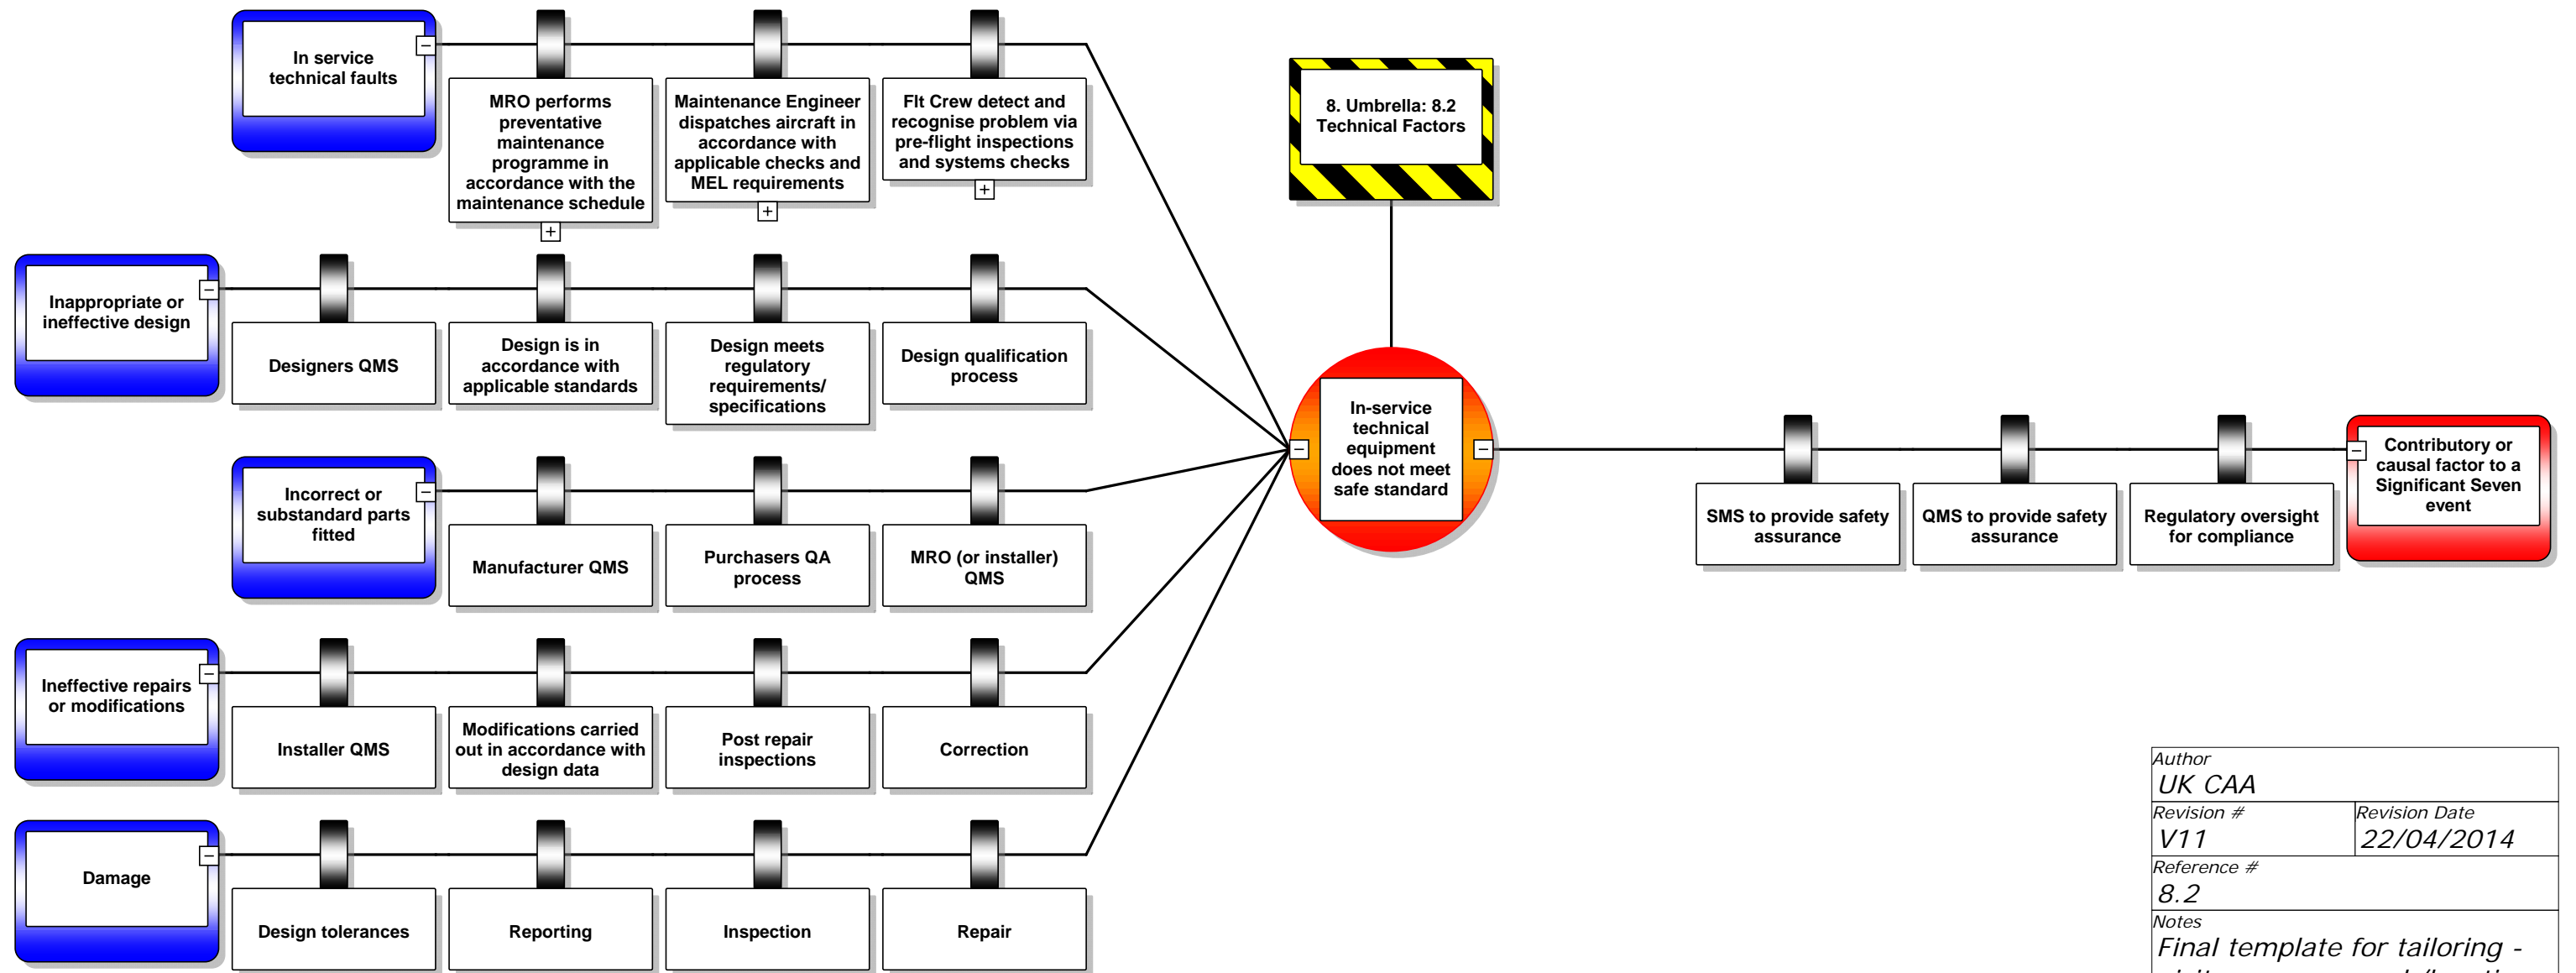 In service
technical faults
MRO performs
preventative
maintenance
programme in
accordance with the
maintenance schedule
Maintenance Engineer
dispatches aircraft in
accordance with
applicable checks and
MEL requirements
Flt Crew detect and
recognise problem via
pre-flight inspections
and systems checks
8. Umbrella: 8.2
Technical Factors
Inappropriate or
ineffective design
Designers QMS
Design is in
accordance with
applicable standards
Design meets
regulatory
requirements/
specifications
Design qualification
process
In-service
technical
equipment
does not meet
safe standard
SMS to provide safety
assurance
QMS to provide safety
assurance
Regulatory oversight
for compliance
Contributory or
causal factor to a
Significant Seven
event
Incorrect or
substandard parts
fitted
Manufacturer QMS
Purchasers QA
process
MRO (or installer)
QMS
Ineffective repairs
or modifications
Installer QMS
Modifications carried
out in accordance with
design data
Post repair
inspections
Correction
Damage
Design tolerances
Reporting
Inspection
Repair
Author
UK CAA
Revision #
V11
Revision Date
22/04/2014
Reference #
8.2
Notes
Final template for tailoring -